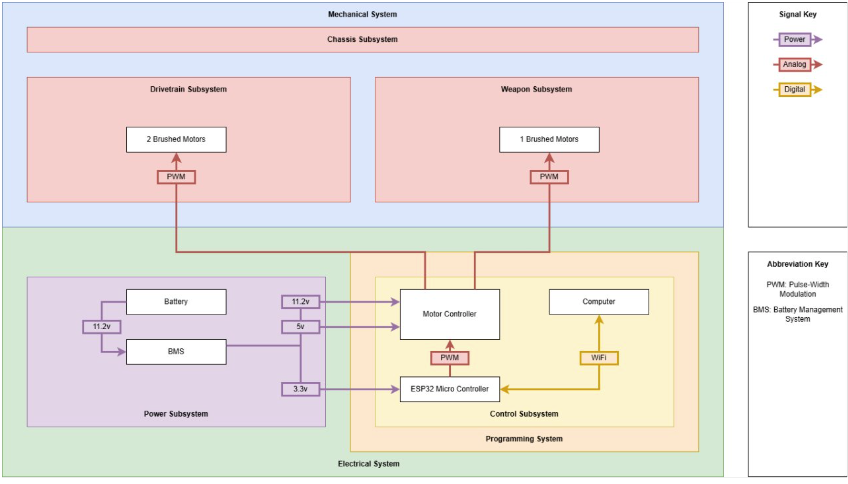 Mechanical System
Chassis Subsystem
Drivetrain Subsystem
Weapon Subsystem
2 Brushed Motors
1 Brushed Motors
PWM
PWM
Signal Key
Power
Analog
Digital
Battery
11.2v
BMS
11.2v
5v
3.3v
Power Subsystem
Motor Controller
Computer
PWM
WiFi
ESP32 Micro Controller
Control Subsystem
Programming System
Electrical System
Abbreviation Key
PWM: Pulse-Width
Modulation
BMS: Battery Management
System